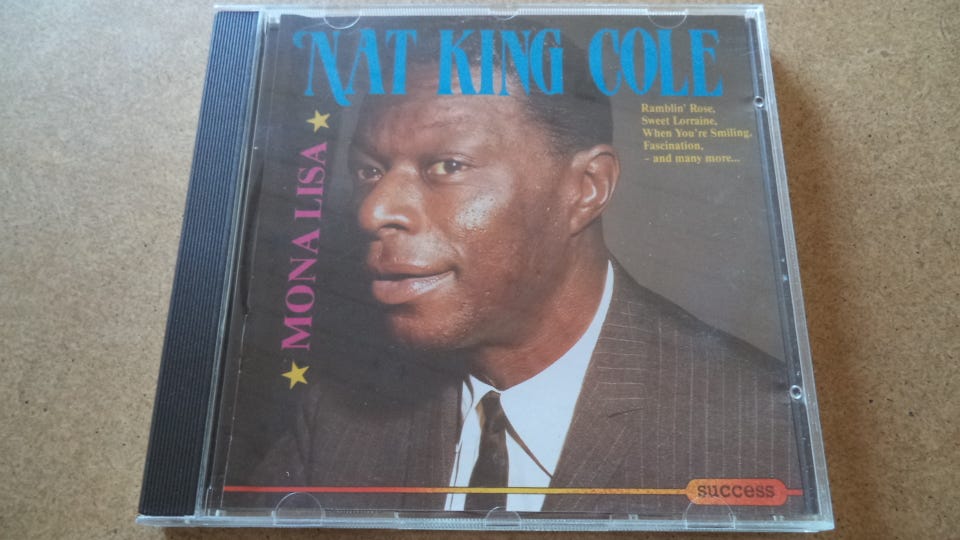 NAT KING COLE
Ramblin' Rose,
Sweet Lorraine,
When You're Smiling,
Fascination,
- and many more...
MONA LISA
success